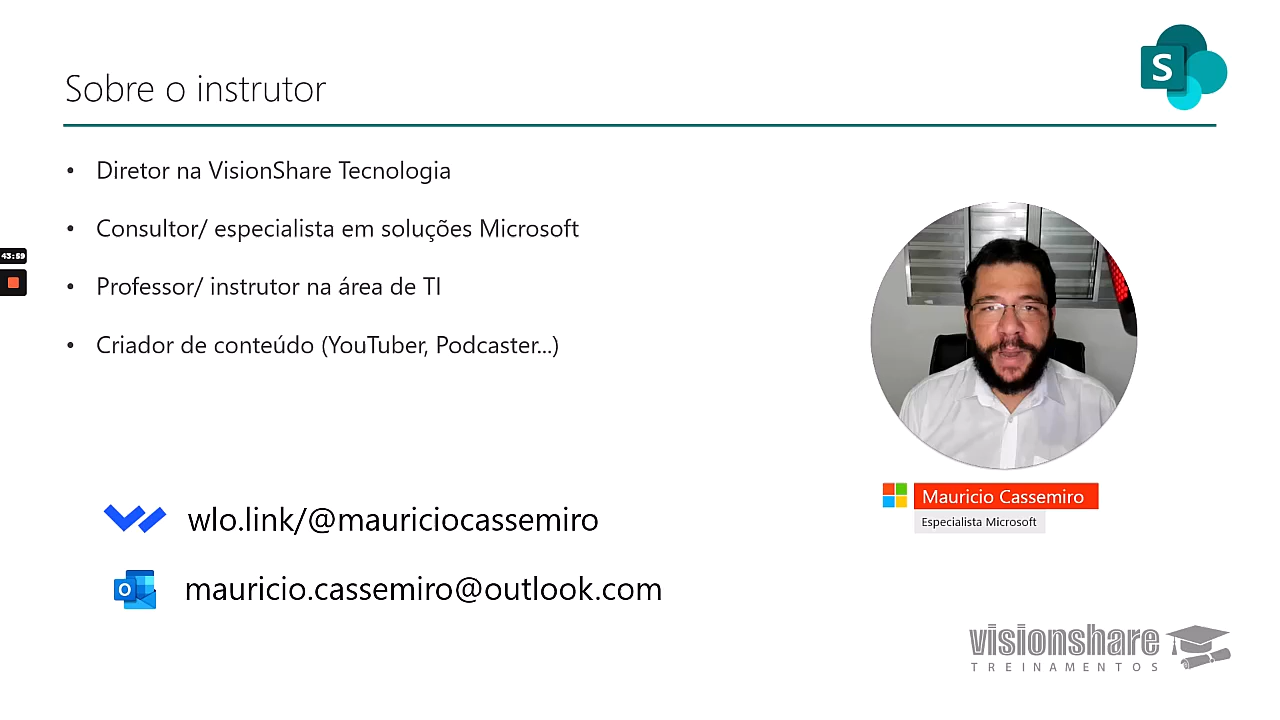 Sobre o instrutor
S
• Diretor na VisionShare Tecnologia
• Consultor/ especialista em soluções Microsoft
43:59
• Professor/ instrutor na área de TI
• Criador de conteúdo (YouTuber, Podcaster...)
Mauricio Cassemiro
Especialista Microsoft
wlo.link/@mauriciocassemiro
O
mauricio.cassemiro@outlook.com
visionshare
TREINAMENTOS